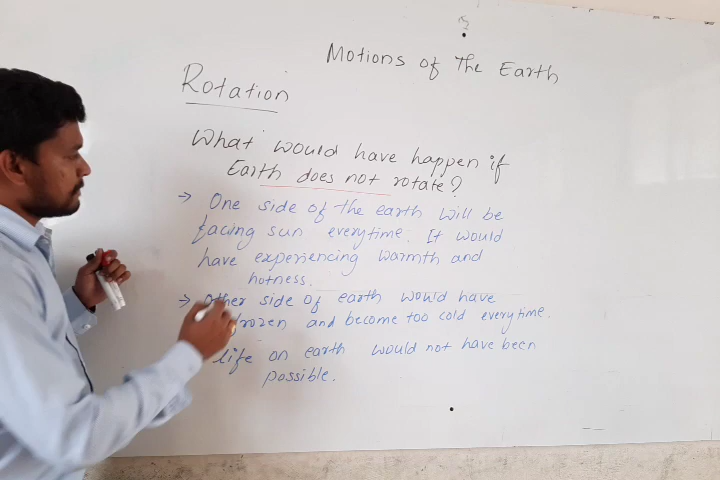 Motions of The Earth
Rotation
What would have happen if
Earth does not rotate?
→ One side of the earth will be
facing sun everytime. It would
have experiencing warmth and
hotness.
→ Other side of earth would have
frozen and become too cold everytime.
life on earth would not have been
possible.